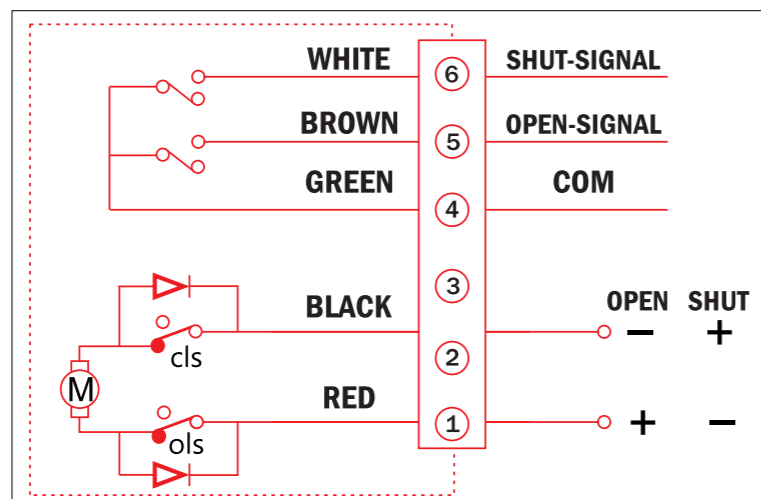 WHITE 6 SHUT-SIGNAL
BROWN 5 OPEN-SIGNAL
GREEN 4 COM
3
OPEN SHUT
BLACK − +
cls
2
M
RED 1 + −
ols